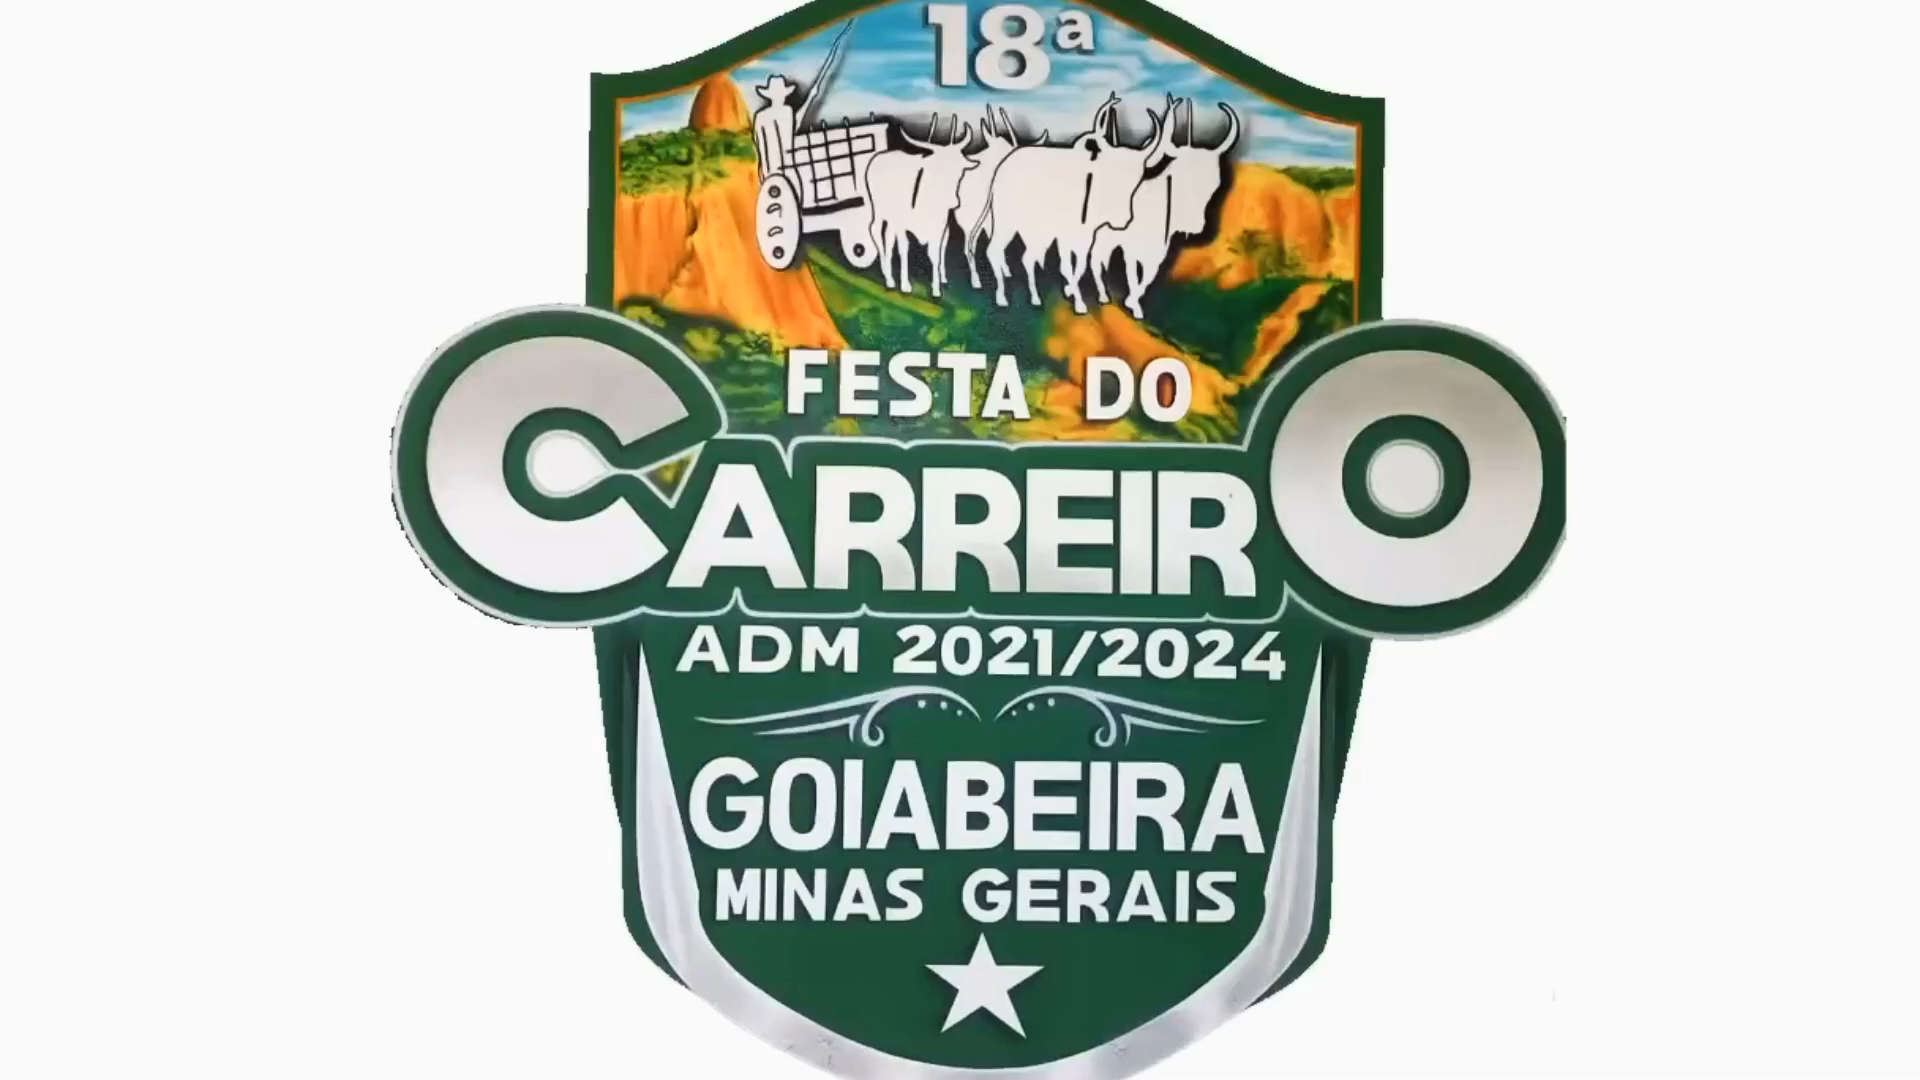 18ª
FESTA DO
CARREIRO
ADM 2021/2024
GOIABEIRA
MINAS GERAIS